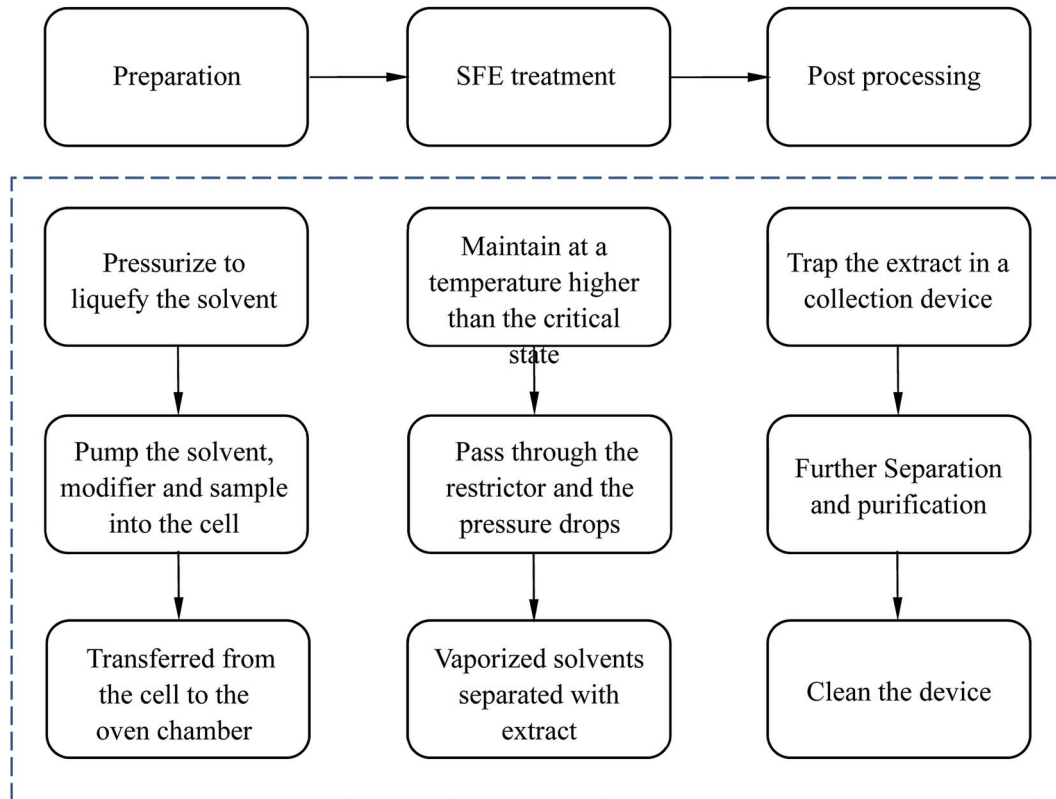 Preparation
SFE treatment
Post processing
Pressurize to
liquefy the solvent
Pump the solvent,
modifier and sample
into the cell
Transferred from
the cell to the
oven chamber
Maintain at a
temperature higher
than the critical
state
Pass through the
restrictor and the
pressure drops
Vaporized solvents
separated with
extract
Trap the extract in a
collection device
Further Separation
and purification
Clean the device